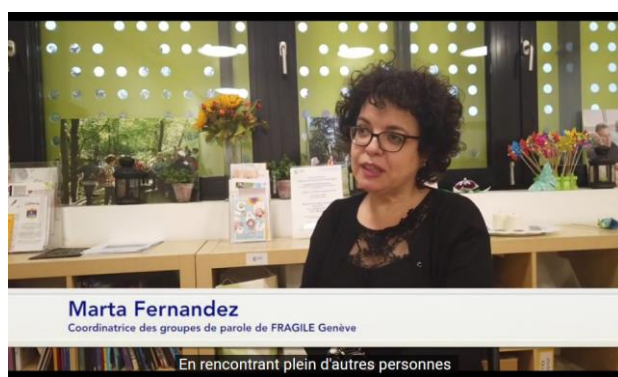 Marta Fernandez
Coordinatrice des groupes de parole de FRAGILE Genève
En rencontrant plein d'autres personnes